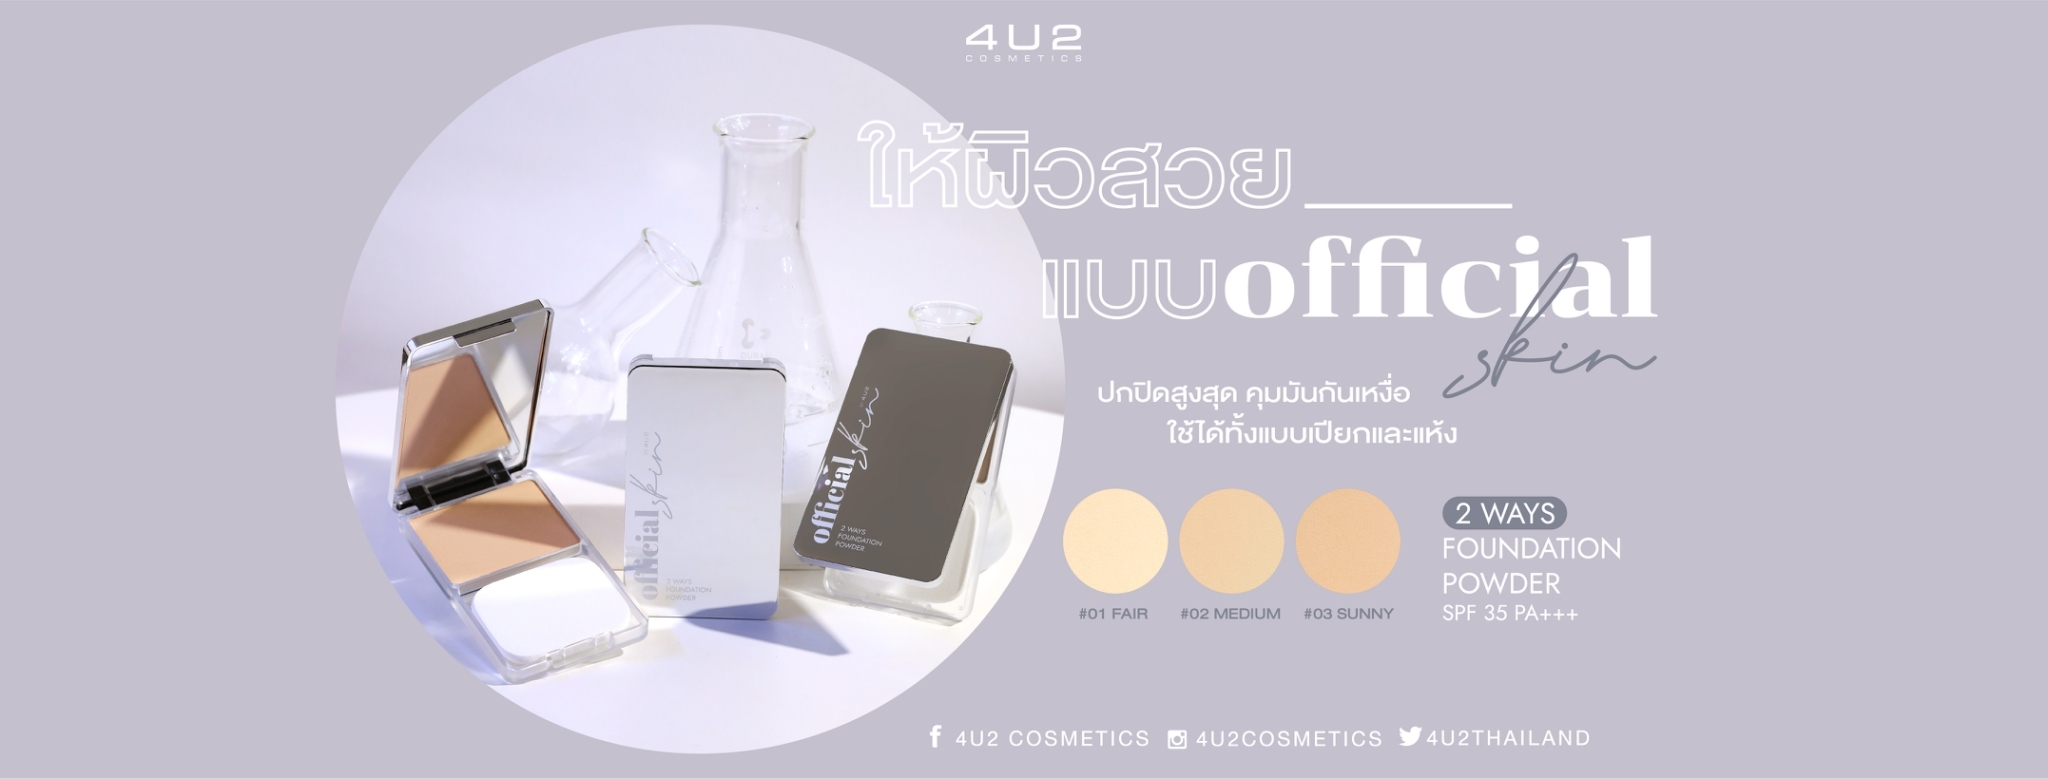 4U2
COSMETICS
ให้ผิวสวย
แบบofficial
skin
ปกปิดสูงสุด คุมมันกันเหงื่อ
ใช้ได้ทั้งแบบเปียกและแห้ง
#01 FAIR
#02 MEDIUM
#03 SUNNY
2 WAYS
FOUNDATION
POWDER
SPF 35 PA+++
official
skin
2 WAYS
FOUNDATION
POWDER
official
skin
BY 4U2
2 WAYS
FOUNDATION
POWDER
4U2 COSMETICS
4U2COSMETICS
4U2THAILAND